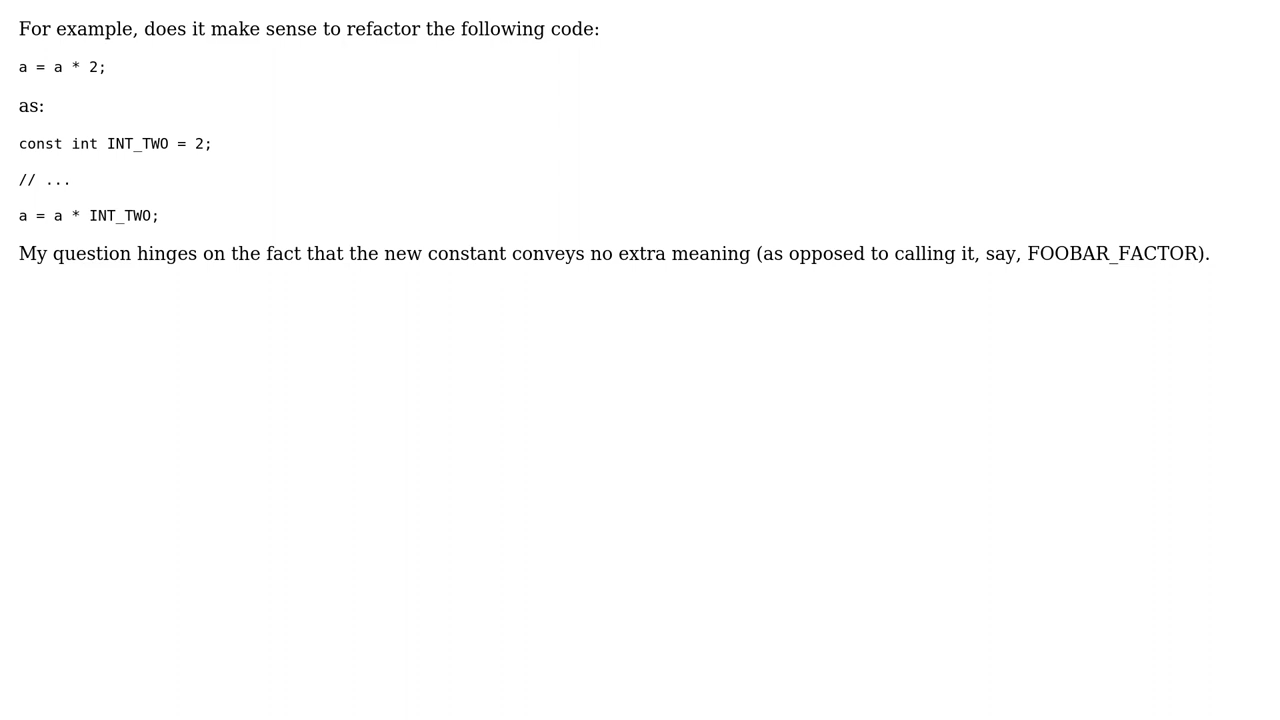 For example, does it make sense to refactor the following code:
a = a * 2;
as:
const int INT_TWO = 2;
// ...
a = a * INT_TWO;
My question hinges on the fact that the new constant conveys no extra meaning (as opposed to calling it, say, FOOBAR_FACTOR).